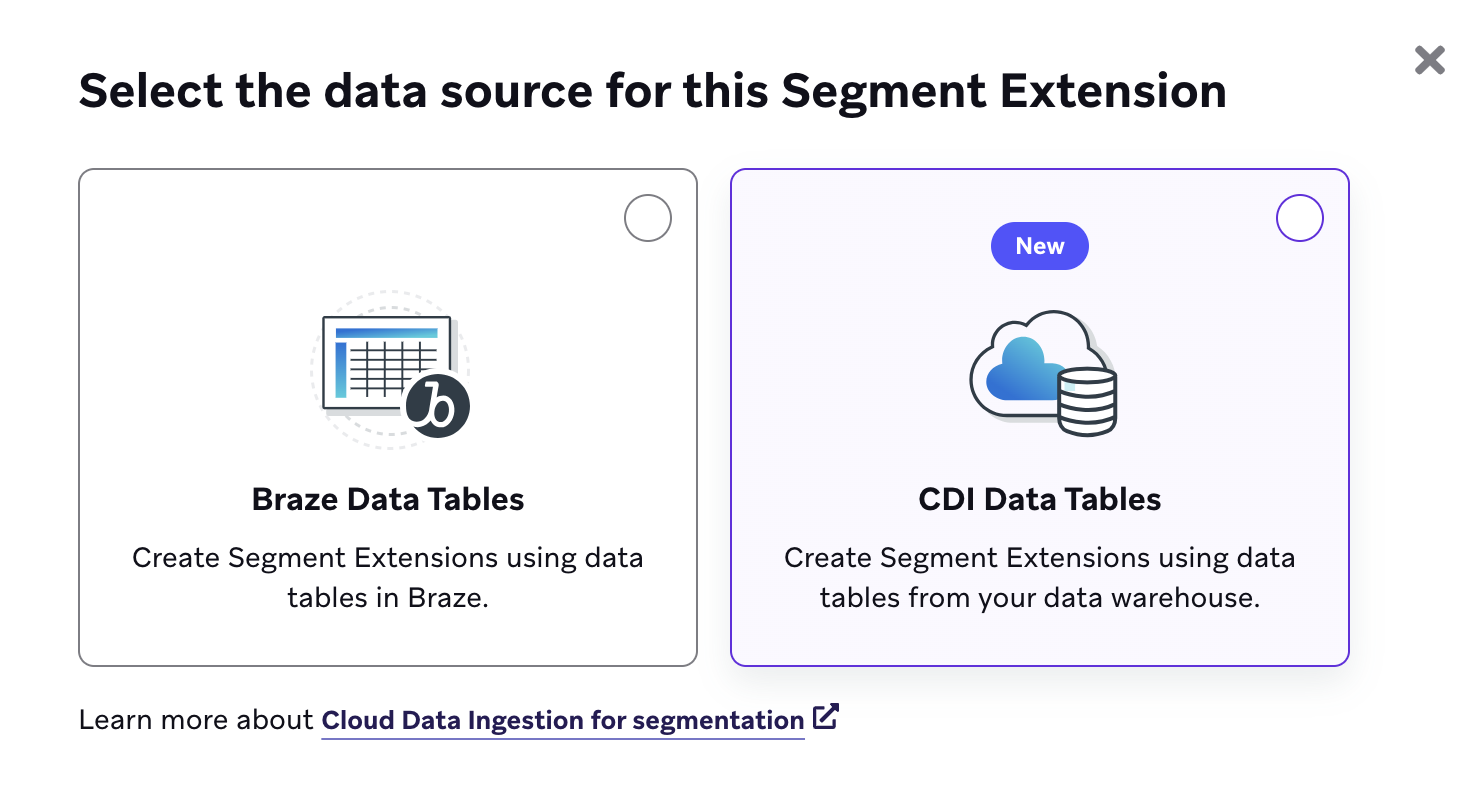 Select the data source for this Segment Extension
New
Braze Data Tables
Create Segment Extensions using data
tables in Braze.
CDI Data Tables
Create Segment Extensions using data
tables from your data warehouse.
Learn more about Cloud Data Ingestion for segmentation